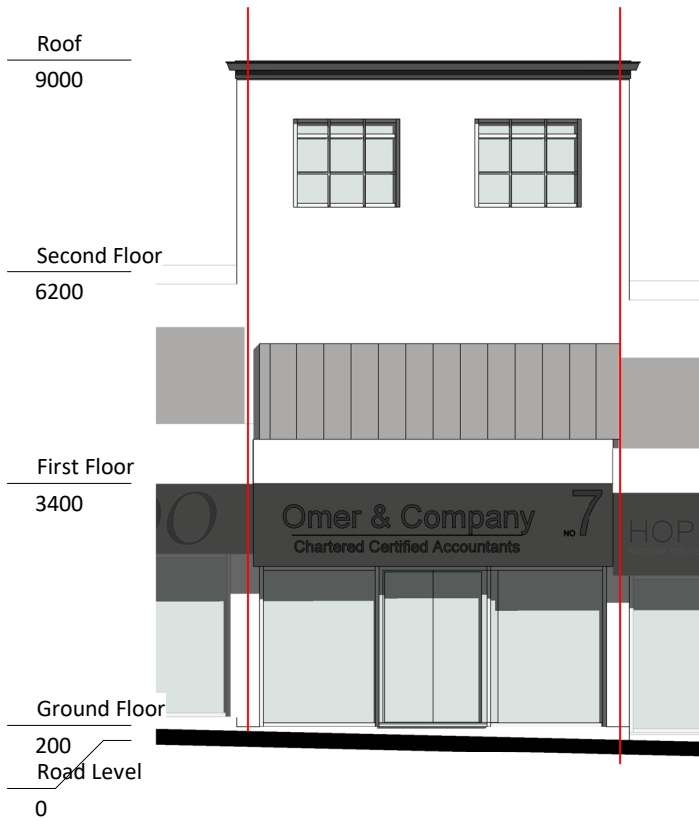 Roof
9000
Second Floor
6200
First Floor
3400
Omer & Company
NO 7
Chartered Certified Accountants
HOP
Ground Floor
200
Road Level
0